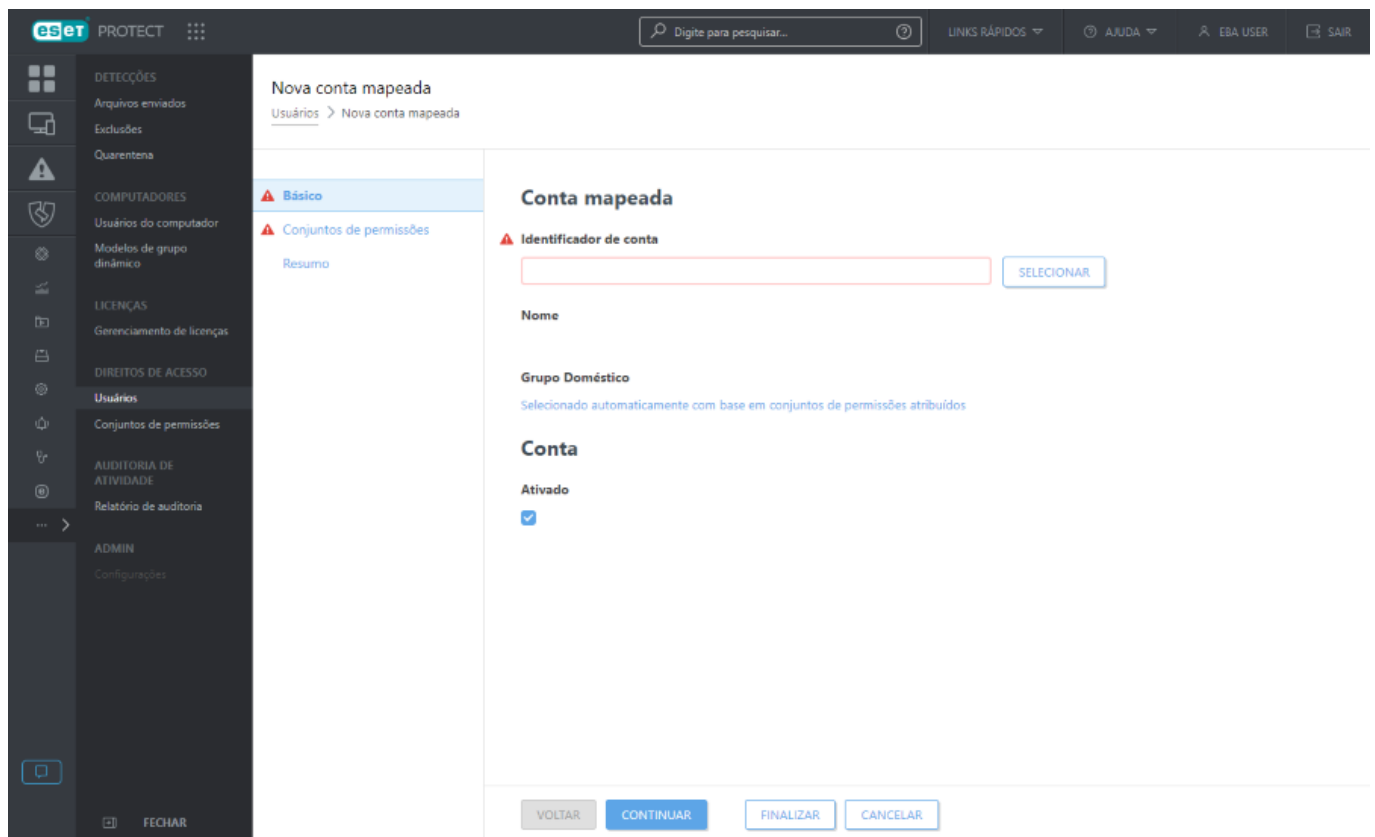 eset PROTECT
Digite para pesquisar...
LINKS RÁPIDOS
AJUDA
EBA USER
SAIR
DETECÇÕES
Arquivos enviados
Exclusões
Quarentena
COMPUTADORES
Usuários do computador
Modelos de grupo
dinâmico
LICENÇAS
Gerenciamento de licenças
DIREITOS DE ACESSO
Usuários
Conjuntos de permissões
AUDITORIA DE
ATIVIDADE
Relatório de auditoria
ADMIN
Configurações
FECHAR
Nova conta mapeada
Usuários > Nova conta mapeada
Básico
Conjuntos de permissões
Resumo
Conta mapeada
Identificador de conta
SELECIONAR
Nome
Grupo Doméstico
Selecionado automaticamente com base em conjuntos de permissões atribuídos
Conta
Ativado
VOLTAR
CONTINUAR
FINALIZAR
CANCELAR